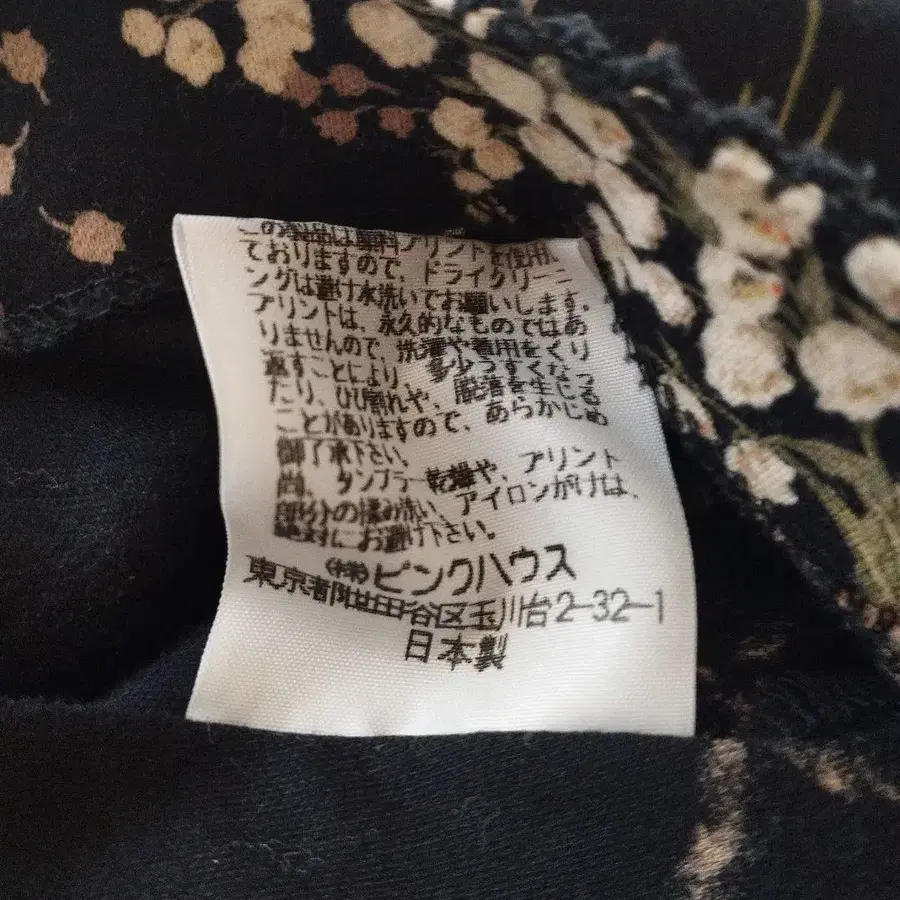 この製品は顔料プリントを使用し
ておりますので、ドライクリーニ
ングは避け水洗いでお願いします。
プリントは、永久的なものではあ
りませんので、洗濯や着用をくり
返すことにより、多少うすくなっ
たり、ひび割れや、脱落を生じる
ことがありますので、あらかじめ
御了承下さい。
尚、タンブラー乾燥や、プリント
部分の揉み洗い、アイロンがけは、
絶対にお避け下さい。
(株)ピンクハウス
東京都世田谷区玉川台2-32-1
日本製